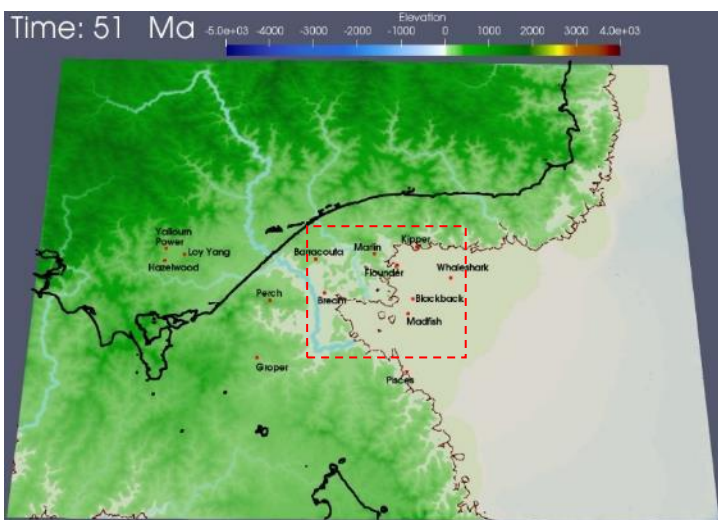 Time: 51 Ma
Elevation
-5.0e+03 -4000 -3000 -2000 -1000 0 1000 2000 3000 4.0e+03
Yallourn
Power
Loy Yang
Hazelwood
Barracouta
Marlin
Kipper
Flounder
Whaleshark
Perch
Bream
Blackback
Madfish
Groper
Pisces